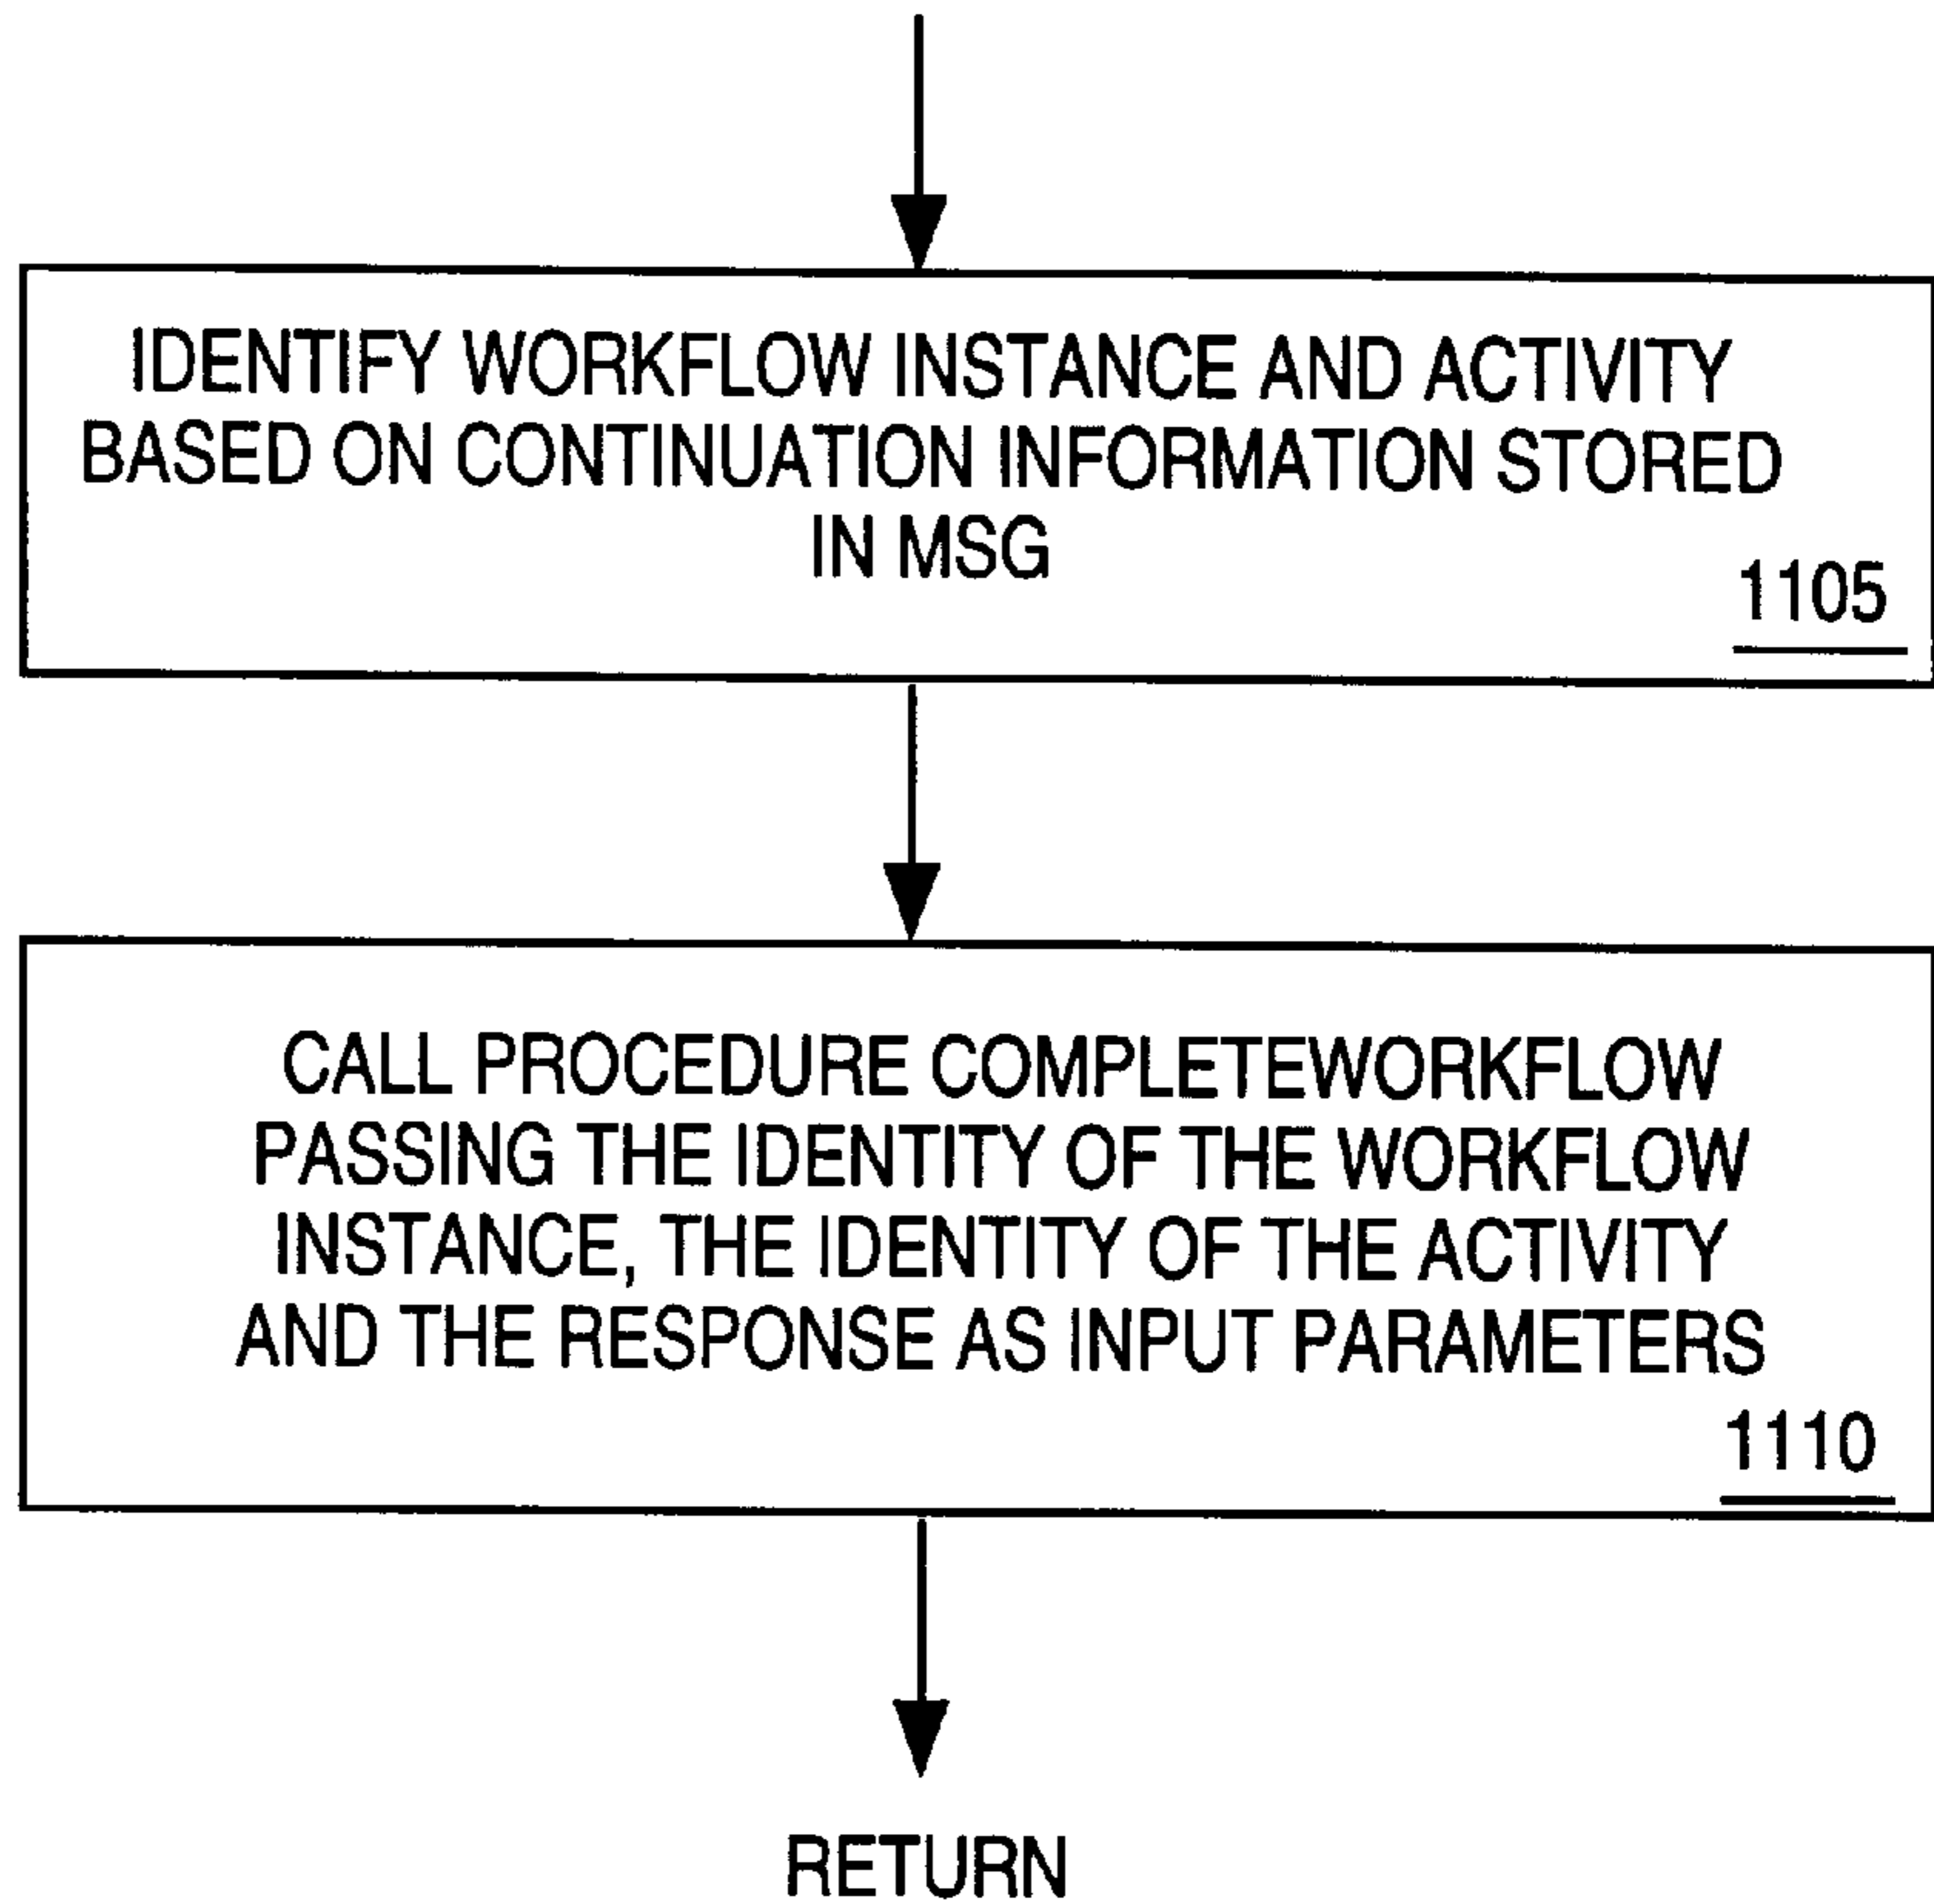 IDENTIFY WORKFLOW INSTANCE AND ACTIVITY
BASED ON CONTINUATION INFORMATION STORED
IN MSG
1105
CALL PROCEDURE COMPLETEWORKFLOW
PASSING THE IDENTITY OF THE WORKFLOW
INSTANCE, THE IDENTITY OF THE ACTIVITY
AND THE RESPONSE AS INPUT PARAMETERS
1110
RETURN